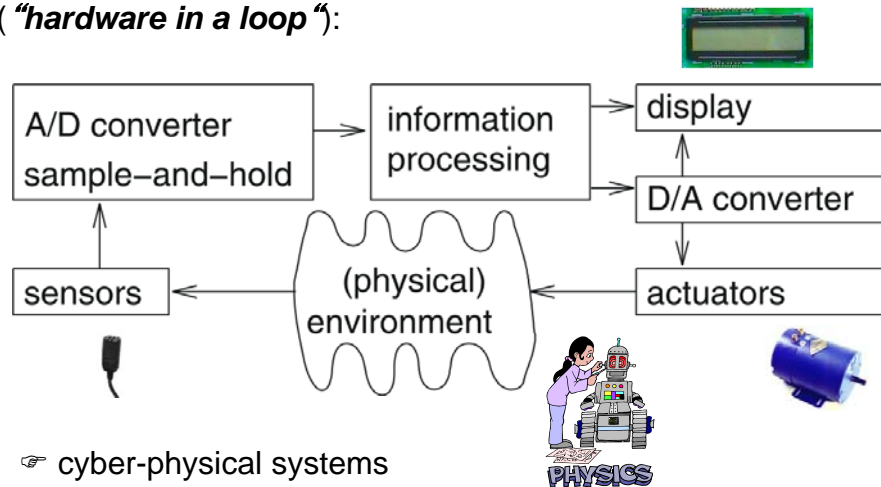 ("hardware in a loop"):
A/D converter
sample–and–hold
information
processing
display
D/A converter
sensors
(physical)
environment
actuators
PHYSICS
☞ cyber-physical systems